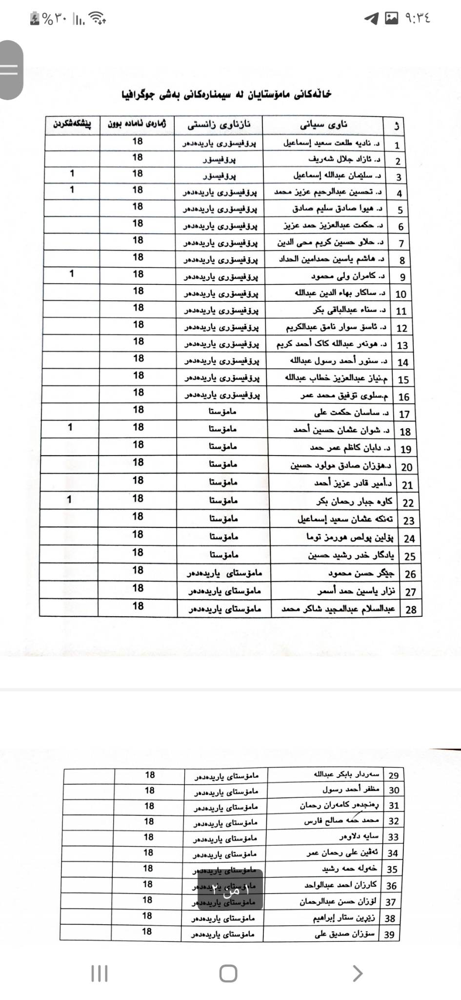 %٣٠
٩:٣٤
خاڵەکانی مامۆستایان لە سیمنارەکانی بەشی جوگرافیا
ژ ناوی سیانی نازناوی زانستی ژمارەی ئامادە بوون پێشکەشکردن
1 د. نادیە طلعت سعید إسماعیل پرۆفیسۆری یاریدەدەر 18
2 د. ئازاد جلال شەریف پرۆفیسۆر 18
3 د. سلێمان عبداللە إسماعیل پرۆفیسۆر 18 1
4 د. تحسین عبدالرحیم عزیز محمد پرۆفیسۆری یاریدەدەر 18 1
5 د. هیوا صادق سلیم صادق پرۆفیسۆری یاریدەدەر 18
6 د. حکمت عبدالعزیز حمد عزیز پرۆفیسۆری یاریدەدەر 18
7 د. حلاو حسین کریم محی الدین پرۆفیسۆری یاریدەدەر 18
8 د. هاشم یاسین حمدامین الحداد پرۆفیسۆری یاریدەدەر 18
9 د. کامران ولی محمود پرۆفیسۆری یاریدەدەر 18 1
10 د. ساکار بهاء الدین عبداللە پرۆفیسۆری یاریدەدەر 18
11 د. سناء عبدالباقی بکر پرۆفیسۆری یاریدەدەر 18
12 د. ئاسۆ سوار نامق عبدالکریم پرۆفیسۆری یاریدەدەر 18
13 د. هونەر عبداللە کاک أحمد کریم پرۆفیسۆری یاریدەدەر 18
14 د. سنور أحمد رسول عبداللە پرۆفیسۆری یاریدەدەر 18
15 م.نیاز عبدالعزیز خطاب عبداللە پرۆفیسۆری یاریدەدەر 18
16 م.سلوی تۆفیق محمد عمر پرۆفیسۆری یاریدەدەر 18
17 د. ساسان حکمت علی مامۆستا 18
18 د. شوان عثمان حسین أحمد مامۆستا 18 1
19 د. دابان کاظم عمر حمد مامۆستا 18
20 د.هۆزان صادق مولود حسین مامۆستا 18
21 د.أمیر قادر عزیز أحمد مامۆستا 18
22 کاوە جبار رحمان بکر مامۆستا 18 1
23 تەنکە عثمان سعید إسماعیل مامۆستا 18
24 پۆلین پولص هورمز توما مامۆستا 18
25 یادگار خدر رشید حسین مامۆستا 18
26 جێگر حسن محمود مامۆستای یاریدەدەر 18
27 نزار یاسین حمد أسمر مامۆستای یاریدەدەر 18
28 عبدالسلام عبدالمجید شاکر محمد مامۆستای یاریدەدەر 18
29 سەردار بابکر عبداللە مامۆستای یاریدەدەر 18
30 مظفر أحمد رسول مامۆستای یاریدەدەر 18
31 ڕەنجدەر کامەران رحمان مامۆستای یاریدەدەر 18
32 محمد حمە صالح فارس مامۆستای یاریدەدەر 18
33 سایە دلاوەر مامۆستای یاریدەدەر 18
34 ئەڤین علی رحمان عمر مامۆستای یاریدەدەر 18
35 خەولە حمە رشید مامۆستای یاریدەدەر 18
36 کارزان احمد عبدالواحد مامۆستای یاریدەدەر 18
١ من ٢
37 لۆزان حسن عبدالرحمان مامۆستای یاریدەدەر 18
38 زێڕین ستار إبراهیم مامۆستای یاریدەدەر 18
39 سۆزان صدیق علی مامۆستای یاریدەدەر 18